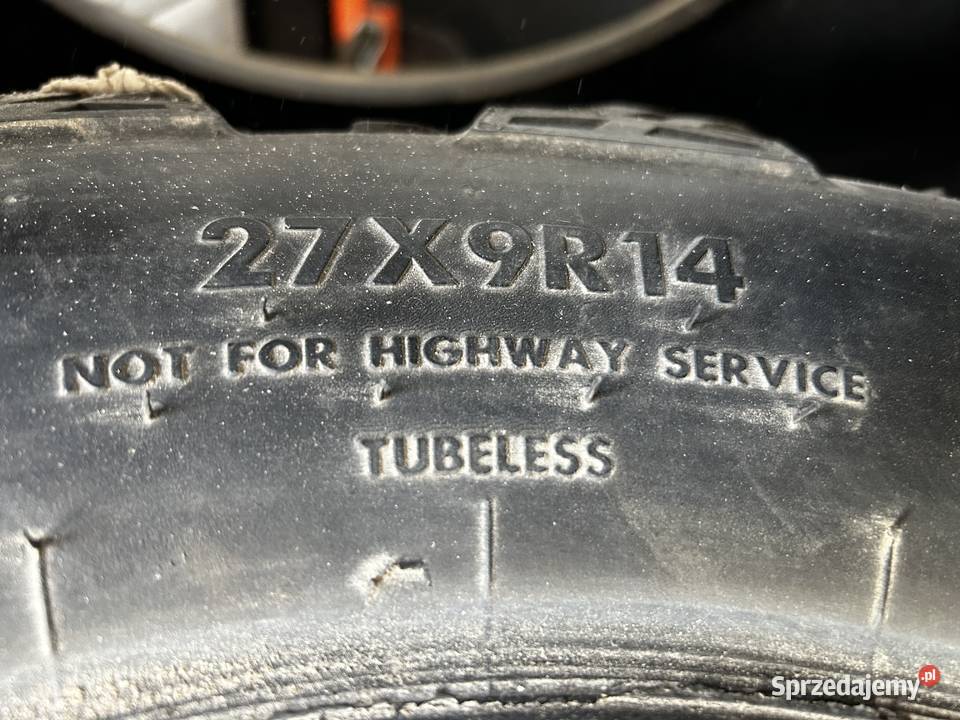 27X9R14
NOT FOR HIGHWAY SERVICE
TUBELESS
Sprzedajemy.pl